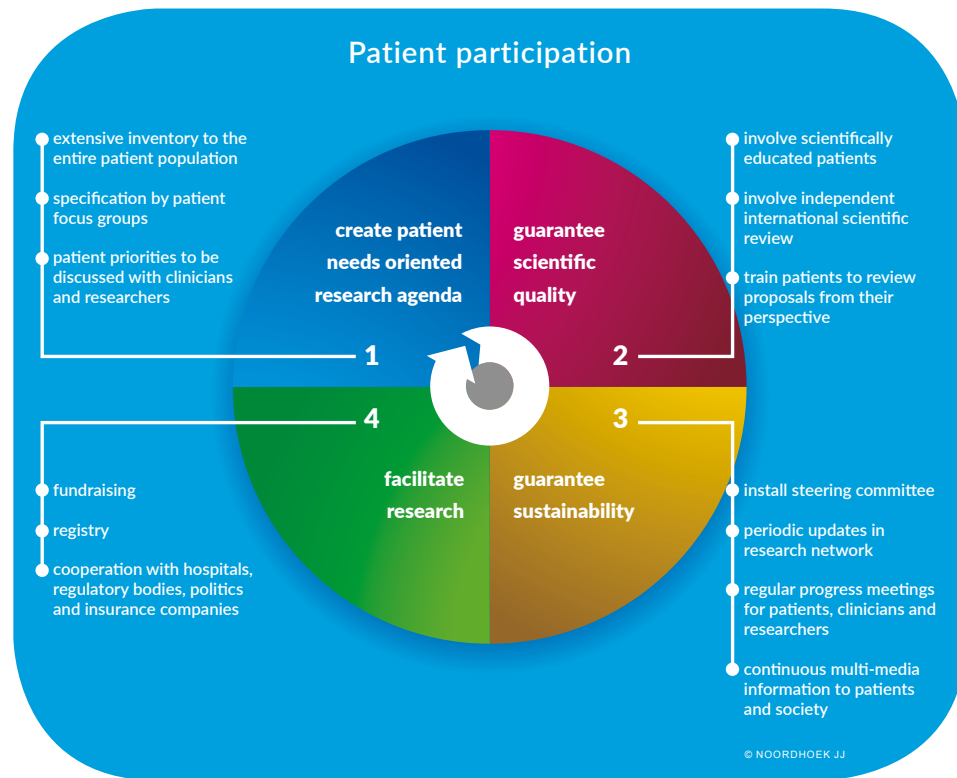 Patient participation
extensive inventory to the
entire patient population
specification by patient
focus groups
patient priorities to be
discussed with clinicians
and researchers
create patient
needs oriented
research agenda
1
guarantee
scientific
quality
2
involve scientifically
educated patients
involve independent
international scientific
review
train patients to review
proposals from their
perspective
4
facilitate
research
fundraising
registry
cooperation with hospitals,
regulatory bodies, politics
and insurance companies
3
guarantee
sustainability
install steering committee
periodic updates in
research network
regular progress meetings
for patients, clinicians and
researchers
continuous multi-media
information to patients
and society
© NOORDHOEK JJ